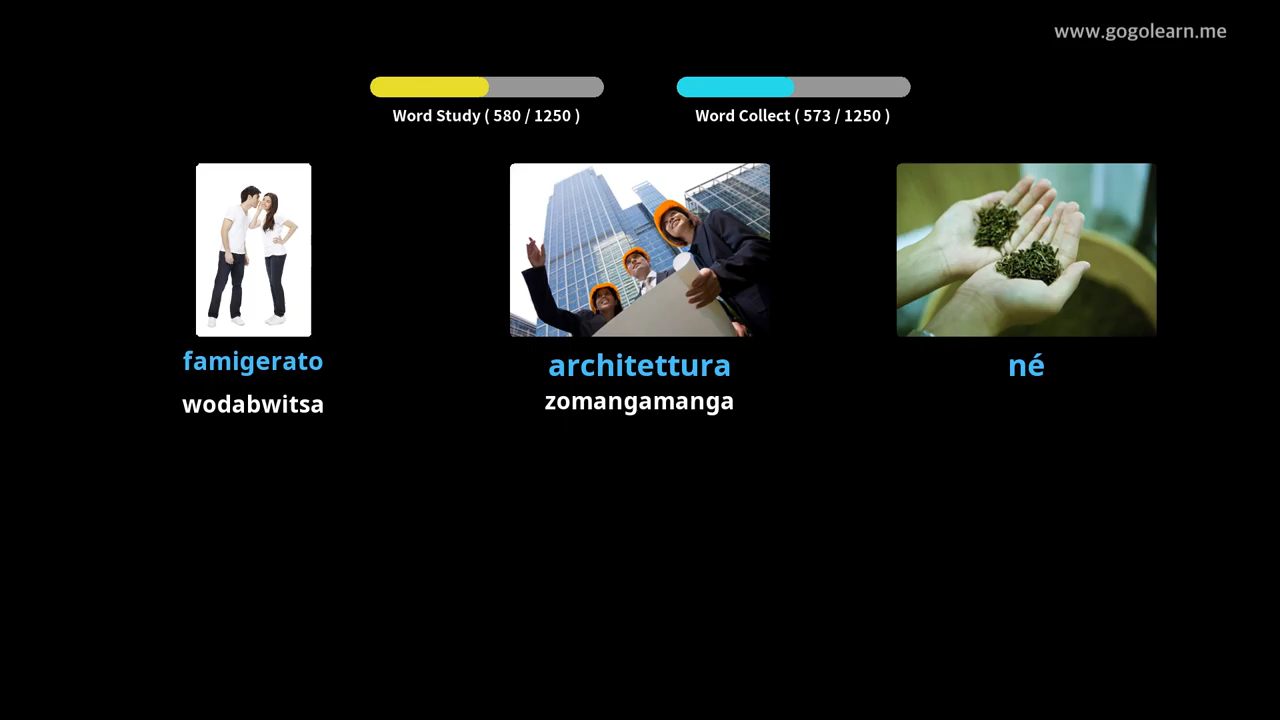 www.gogolearn.me
Word Study ( 580 / 1250 )
Word Collect ( 573 / 1250 )
famigerato
wodabwitsa
architettura
zomangamanga
né